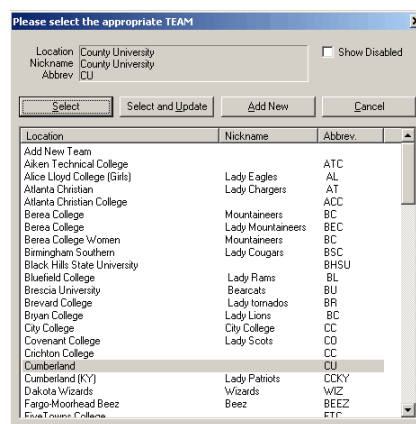 Please select the appropriate TEAM
Location County University
Nickname County University
Abbrev CU
Show Disabled
Select Select and Update Add New Cancel
Location Nickname Abbrev.
Add New Team
Aiken Technical College ATC
Alice Lloyd College (Girls) Lady Eagles AL
Atlanta Christian Lady Chargers AT
Atlanta Christian College ACC
Berea College Mountaineers BC
Berea College Lady Mountaineers BEC
Berea College Women Mountaineers BC
Birmingham Southern Lady Cougars BSC
Black Hills State University BHSU
Bluefield College Lady Rams BL
Brescia University Bearcats BU
Brevard College Lady tornados BR
Bryan College Lady Lions BC
City College City College CC
Covenant College Lady Scots CO
Crichton College CC
Cumberland CU
Cumberland (KY) Lady Patriots CCKY
Dakota Wizards Wizards WIZ
Fargo-Moorhead Beez Beez BEEZ
FiveTowns College FTC